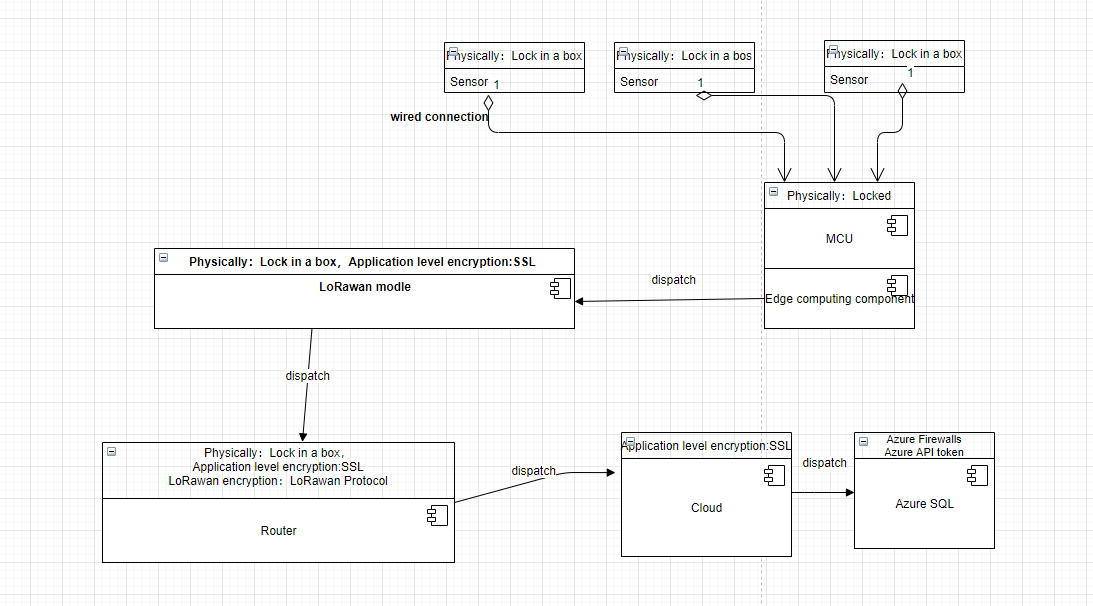 Physically: Lock in a box
Sensor
1
Physically: Lock in a bos
Sensor
1
Physically: Lock in a box
Sensor
1
wired connection
Physically: Locked
MCU
Edge computing component
dispatch
Physically: Lock in a box, Application level encryption:SSL
LoRawan modle
dispatch
Physically: Lock in a box,
Application level encryption:SSL
LoRawan encryption: LoRawan Protocol
Router
dispatch
Application level encryption:SSL
Cloud
dispatch
Azure Firewalls
Azure API token
Azure SQL